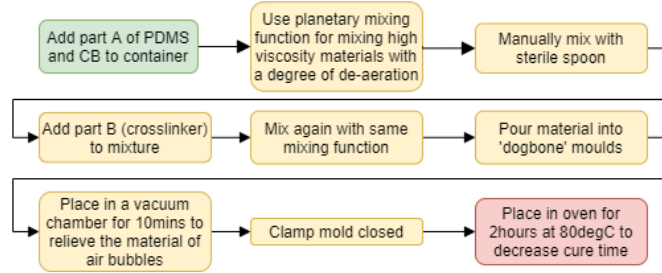 Add part A of PDMS
and CB to container
Use planetary mixing
function for mixing high
viscosity materials with
a degree of de-aeration
Manually mix with
sterile spoon
Add part B (crosslinker)
to mixture
Mix again with same
mixing function
Pour material into
'dogbone' moulds
Place in a vacuum
chamber for 10mins to
relieve the material of
air bubbles
Clamp mold closed
Place in oven for
2hours at 80degC to
decrease cure time